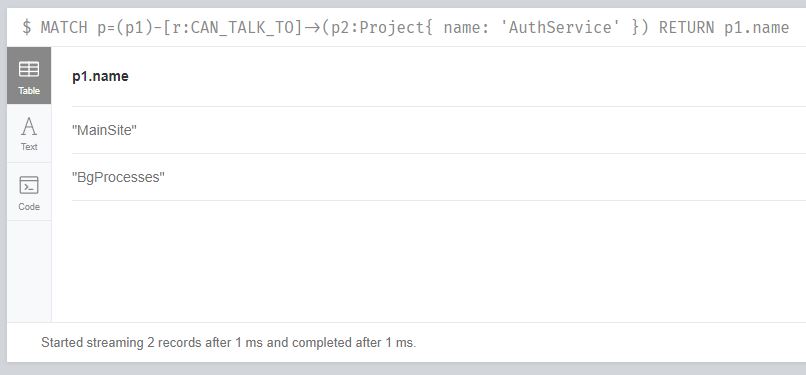 $ MATCH p=(p1)-[r:CAN_TALK_TO]->(p2:Project{ name: 'AuthService' }) RETURN p1.name
Table
p1.name
"MainSite"
Text
"BgProcesses"
Code
Started streaming 2 records after 1 ms and completed after 1 ms.